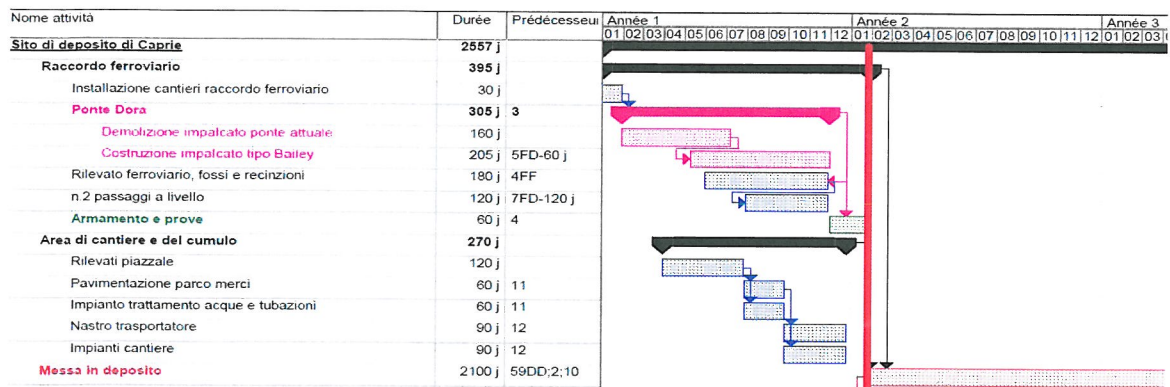 Nome attività Durée Prédécesseu Année 1 Année 2 Année 3
01 02 03 04 05 06 07 08 09 10 11 12 01 02 03 04 05 06 07 08 09 10 11 12 01 02 03
Sito di deposito di Caprie 2557 j
Raccordo ferroviario 395 j
Installazione cantieri raccordo ferroviario 30 j
Ponte Dora 305 j 3
Demolizione impalcato ponte attuale 160 j
Costruzione impalcato tipo Bailey 205 j 5FD-60 j
Rilevato ferroviario, fossi e recinzioni 180 j 4FF
n.2 passaggi a livello 120 j 7FD-120 j
Armamento e prove 60 j 4
Area di cantiere e del cumulo 270 j
Rilevati piazzale 120 j
Pavimentazione parco merci 60 j 11
Impianto trattamento acque e tubazioni 60 j 11
Nastro trasportatore 90 j 12
Impianti cantiere 90 j 12
Messa in deposito 2100 j 59DD;2;10